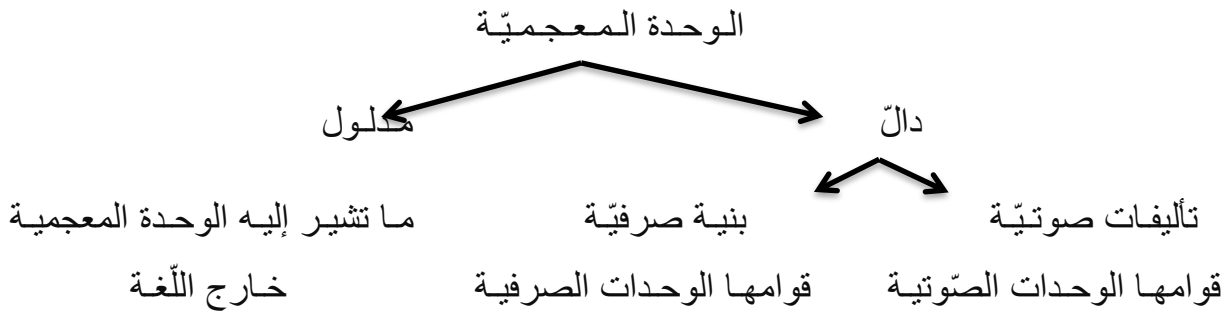 الوحدة المعجميّة
دالّ
مدلول
تأليفات صوتيّة
قوامها الوحدات الصّوتية
بنية صرفيّة
قوامها الوحدات الصرفية
ما تشير إليه الوحدة المعجمية
خارج اللّغة